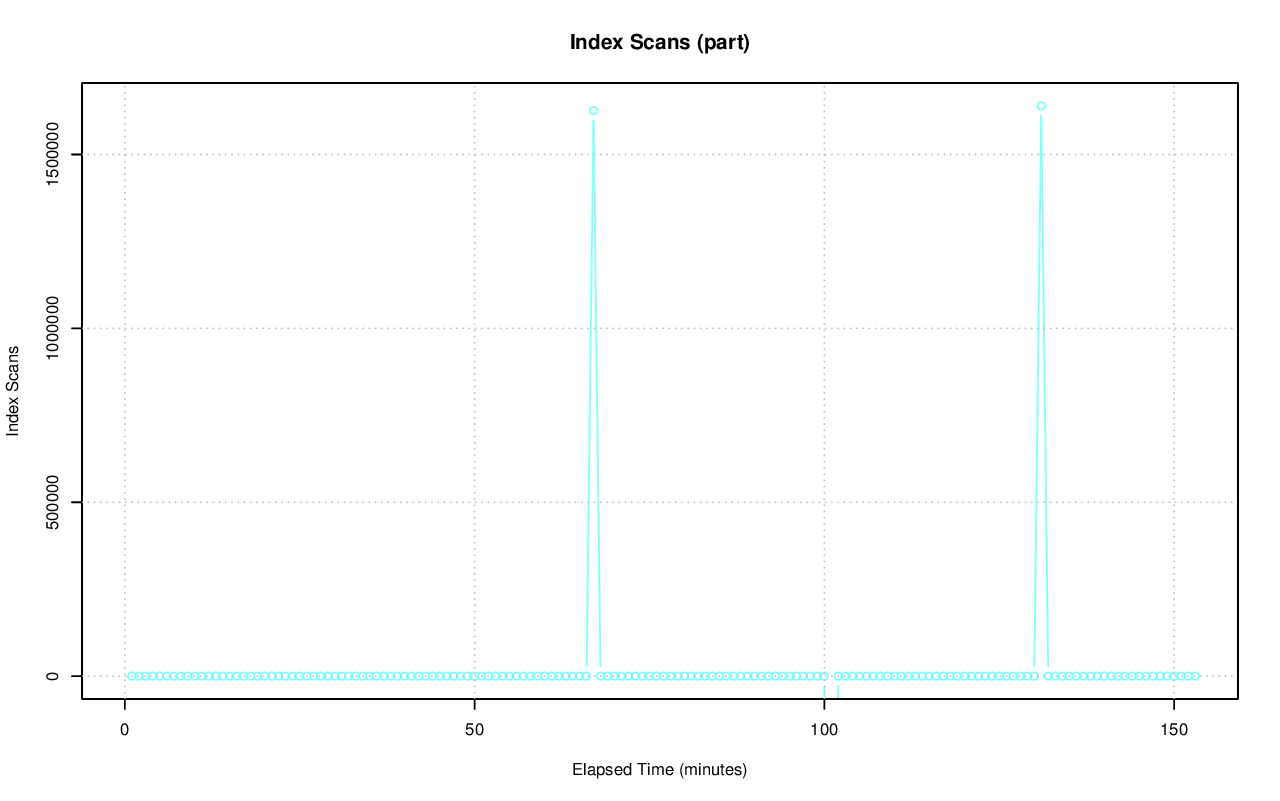 Index Scans (part)
Index Scans
1500000
1000000
500000
0
0 50 100 150
Elapsed Time (minutes)